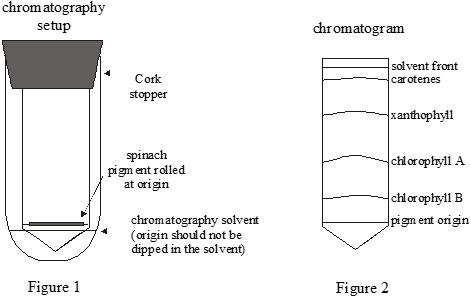 chromatography
setup
Cork
stopper
spinach
pigment rolled
at origin
chromatography solvent
(origin should not be
dipped in the solvent)
Figure 1
chromatogram
solvent front
carotenes
xanthophyll
chlorophyll A
chlorophyll B
pigment origin
Figure 2